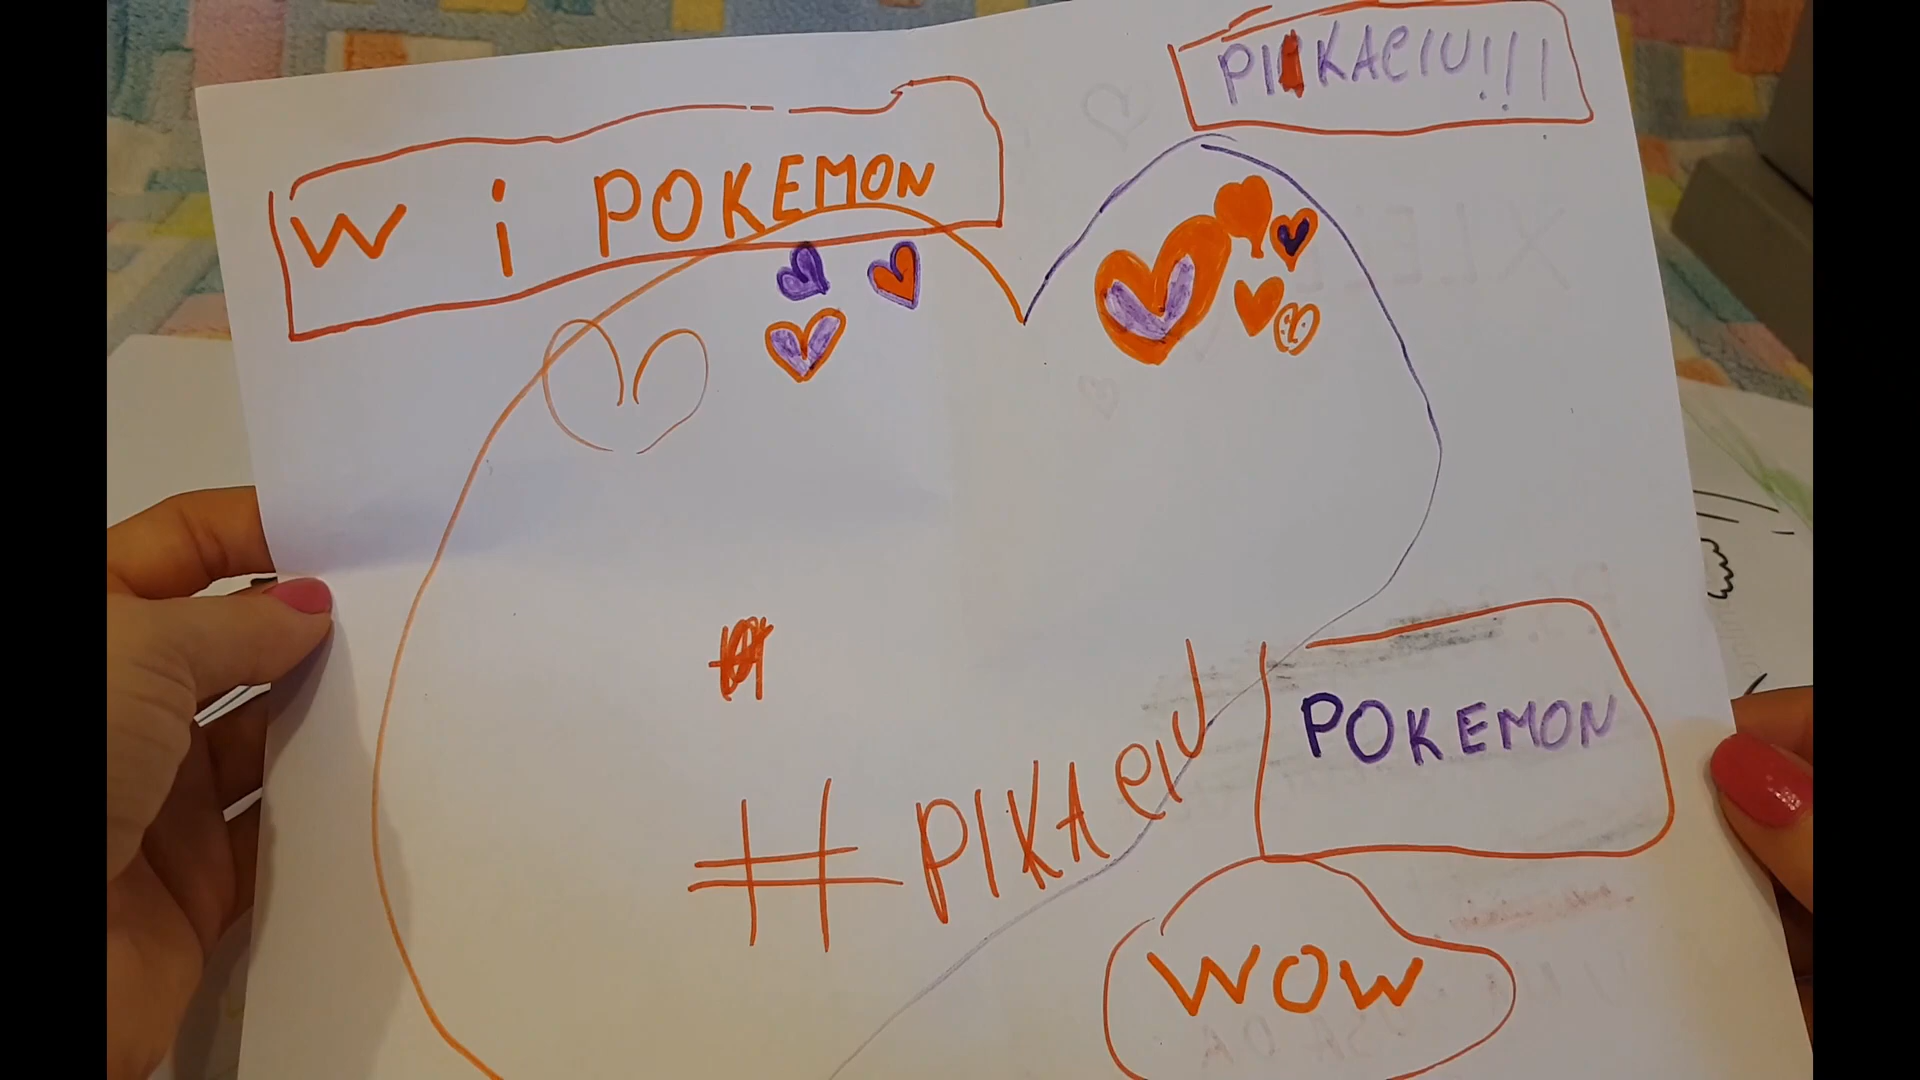 W i POKEMON
PIKACIU!!!
#PIKACIU
POKEMON
WOW